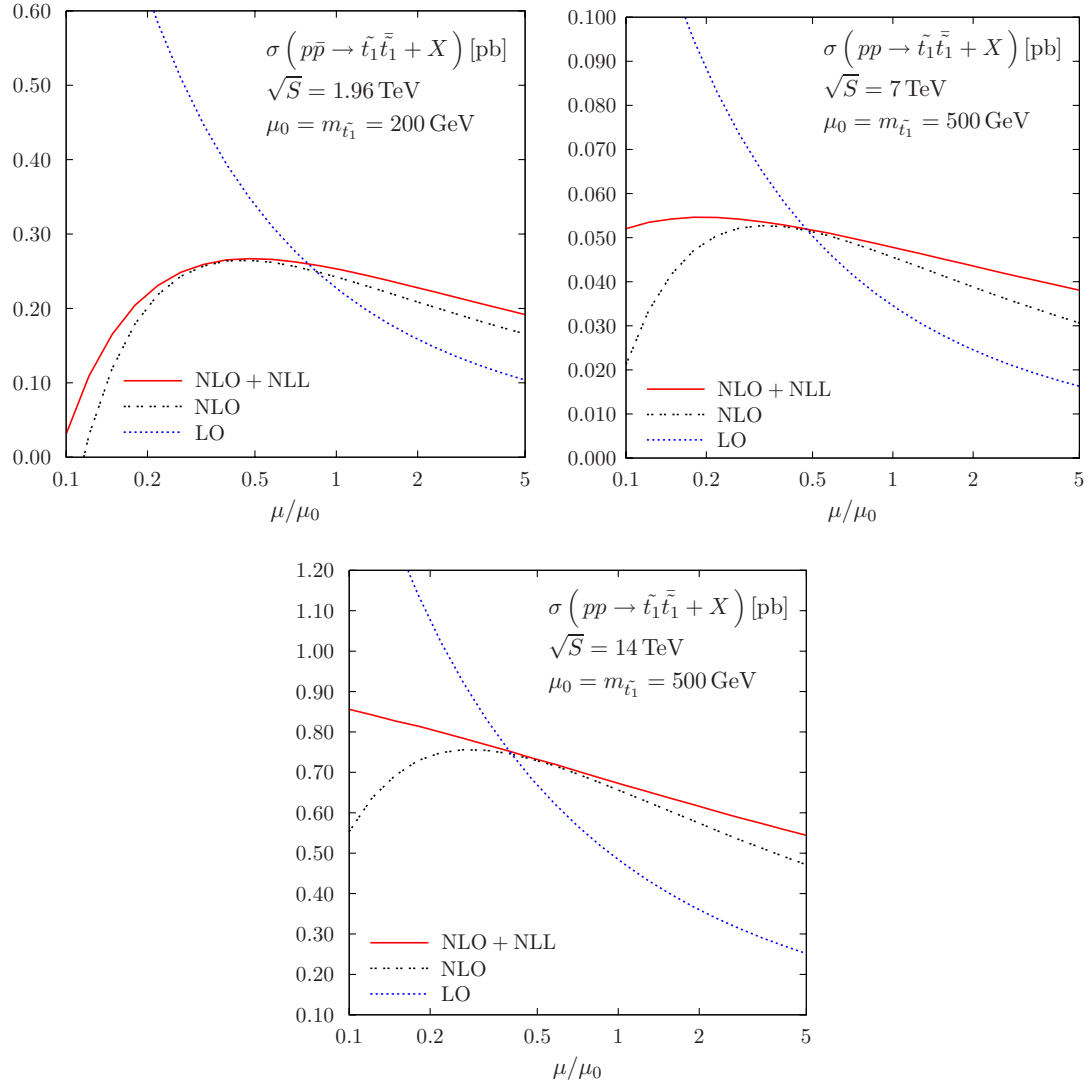 0.60
0.50
0.40
0.30
0.20
0.10
0.00
σ ( pp̄ → t̃₁t̃̄₁ + X ) [pb]
√S = 1.96 TeV
μ₀ = m_t̃₁ = 200 GeV
NLO + NLL
NLO
LO
0.1 0.2 0.5 1 2 5
μ/μ₀
0.100
0.090
0.080
0.070
0.060
0.050
0.040
0.030
0.020
0.010
0.000
σ ( pp → t̃₁t̃̄₁ + X ) [pb]
√S = 7 TeV
μ₀ = m_t̃₁ = 500 GeV
NLO + NLL
NLO
LO
0.1 0.2 0.5 1 2 5
μ/μ₀
1.20
1.10
1.00
0.90
0.80
0.70
0.60
0.50
0.40
0.30
0.20
0.10
σ ( pp → t̃₁t̃̄₁ + X ) [pb]
√S = 14 TeV
μ₀ = m_t̃₁ = 500 GeV
NLO + NLL
NLO
LO
0.1 0.2 0.5 1 2 5
μ/μ₀